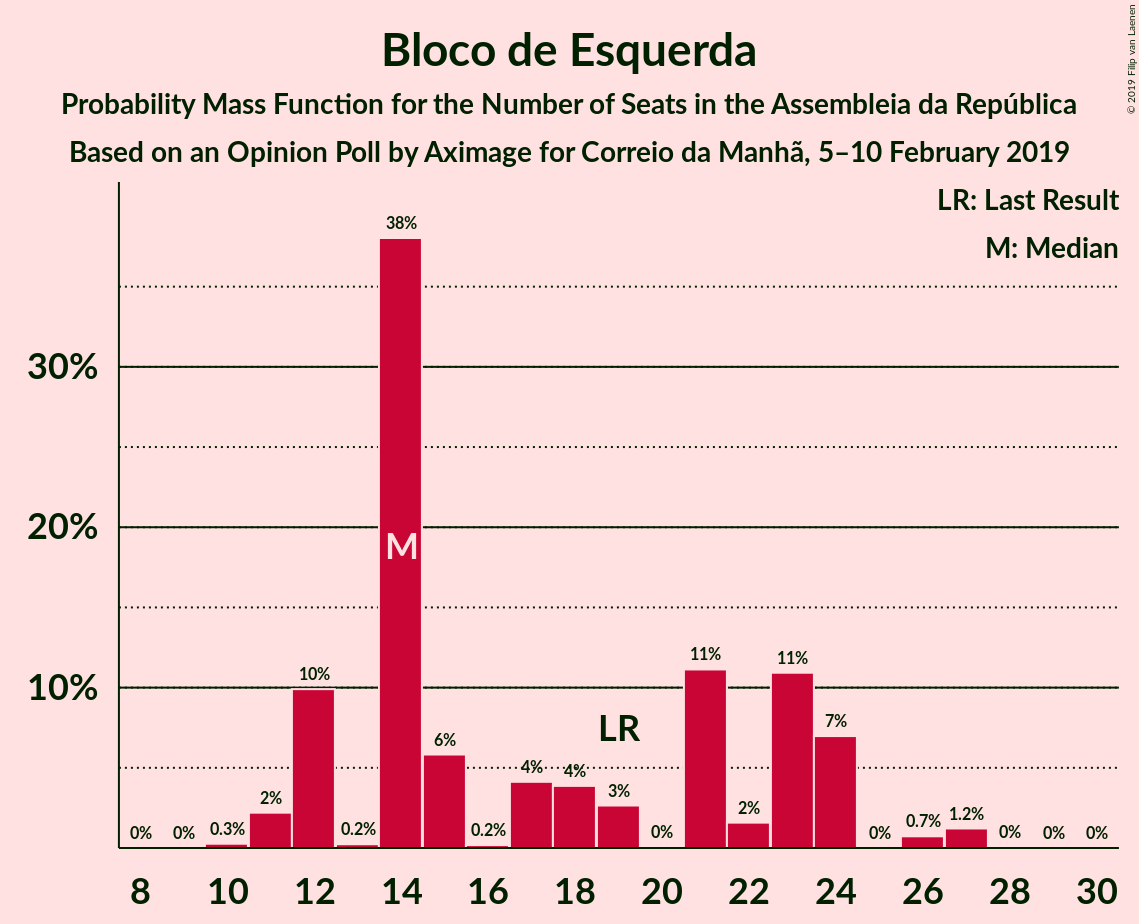 Bloco de Esquerda
Probability Mass Function for the Number of Seats in the Assembleia da República
Based on an Opinion Poll by Aximage for Correio da Manhã, 5–10 February 2019
© 2019 Filip van Laenen
LR: Last Result
M: Median
30%
20%
10%
0%
0%
0.3%
2%
10%
0.2%
38%
6%
0.2%
4%
4%
3%
0%
11%
2%
11%
7%
0%
0.7%
1.2%
0%
0%
0%
M
LR
8 10 12 14 16 18 20 22 24 26 28 30